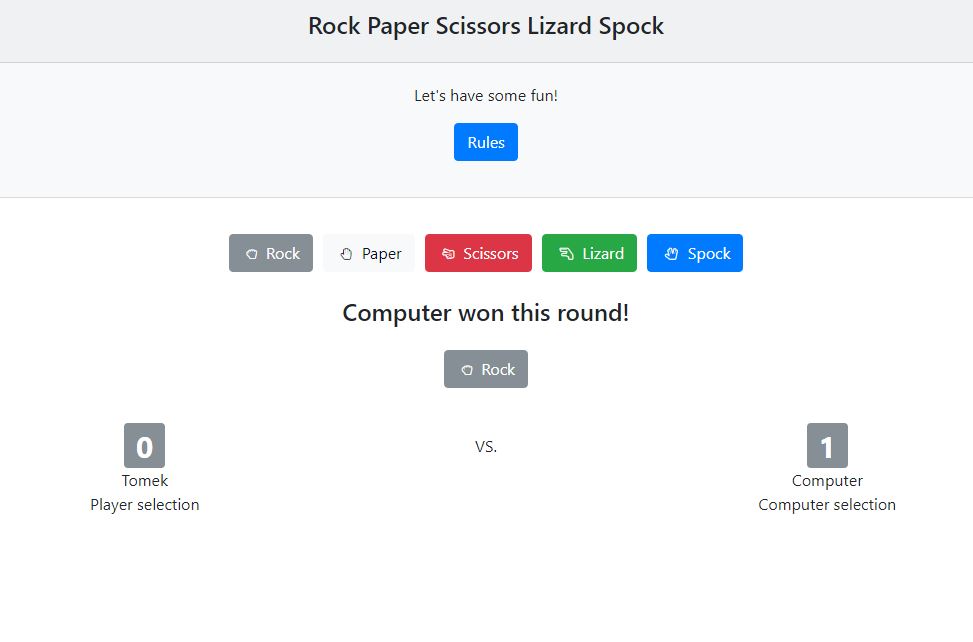 Rock Paper Scissors Lizard Spock
Let's have some fun!
Rules
Rock Paper Scissors Lizard Spock
Computer won this round!
Rock
0 VS. 1
Tomek Computer
Player selection Computer selection